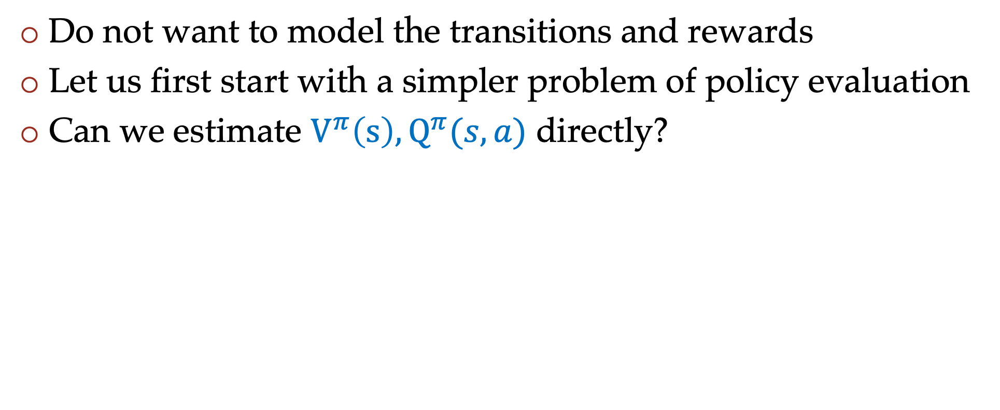 ○ Do not want to model the transitions and rewards
○ Let us first start with a simpler problem of policy evaluation
○ Can we estimate V^π(s), Q^π(s, a) directly?